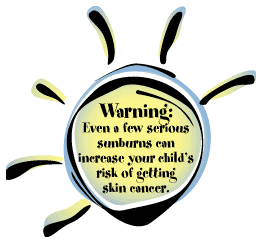 Warning:
Even a few serious
sunburns can
increase your child's
risk of getting
skin cancer.